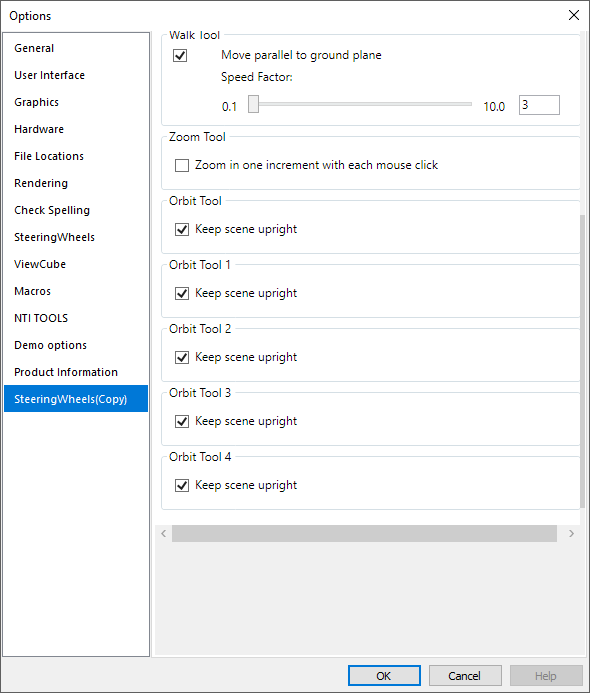 Options
General
User Interface
Graphics
Hardware
File Locations
Rendering
Check Spelling
SteeringWheels
ViewCube
Macros
NTI TOOLS
Demo options
Product Information
SteeringWheels(Copy)
Walk Tool
Move parallel to ground plane
Speed Factor:
0.1 10.0 3
Zoom Tool
Zoom in one increment with each mouse click
Orbit Tool
Keep scene upright
Orbit Tool 1
Keep scene upright
Orbit Tool 2
Keep scene upright
Orbit Tool 3
Keep scene upright
Orbit Tool 4
Keep scene upright
OK Cancel Help